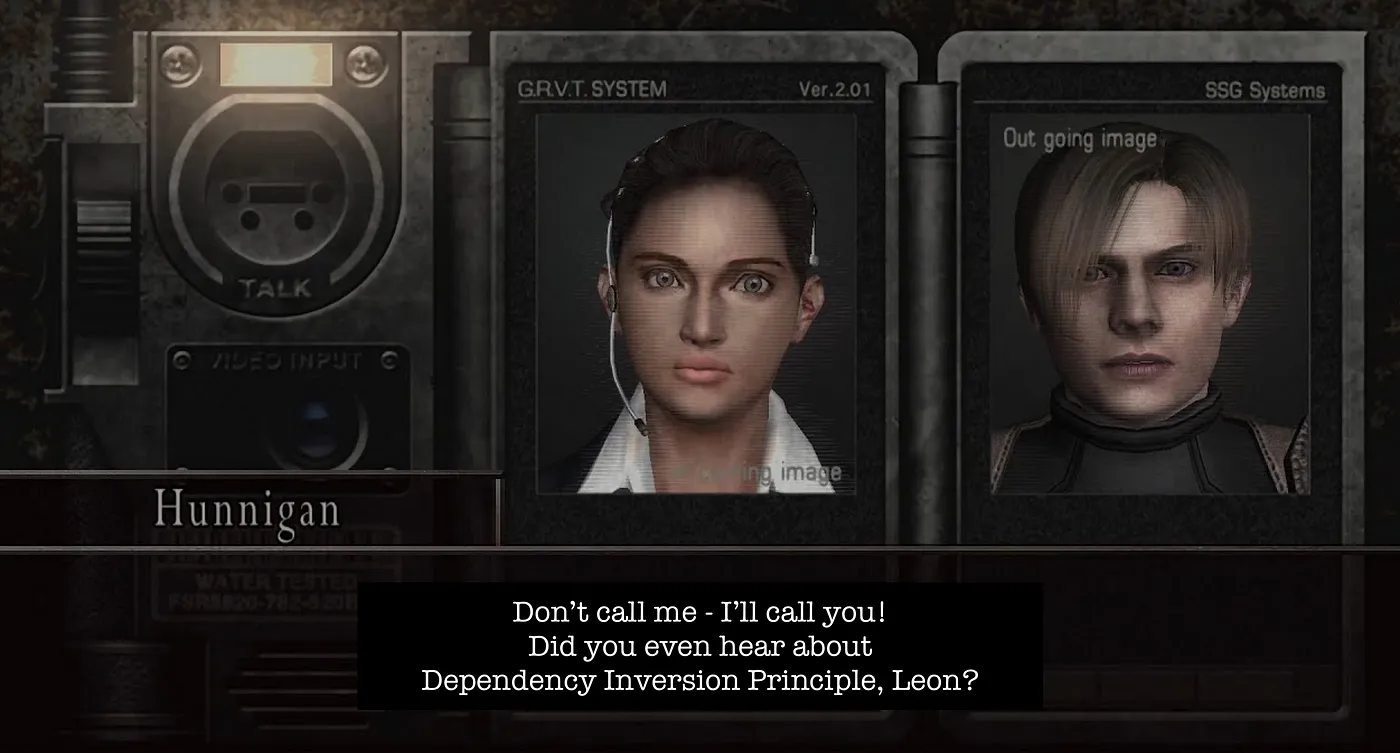 G.R.V.T. SYSTEM Ver.2.01
SSG Systems
Out going image
TALK
VIDEO INPUT
image
Hunnigan
WATER TESTED
Don’t call me - I’ll call you!
Did you even hear about
Dependency Inversion Principle, Leon?